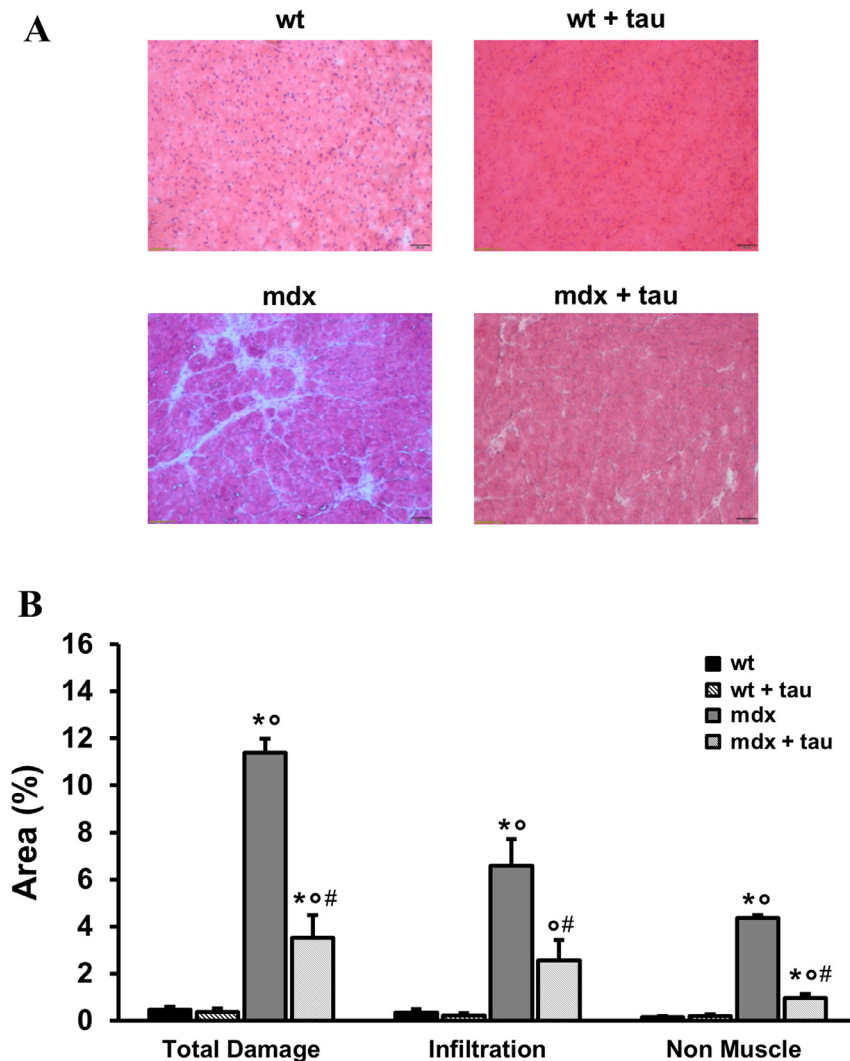 A
wt
wt + tau
mdx
mdx + tau
B
Area (%)
16
14
12
10
8
6
4
2
0
wt
wt + tau
mdx
mdx + tau
*°
*°#
*°
°#
*°
*°#
Total Damage
Infiltration
Non Muscle